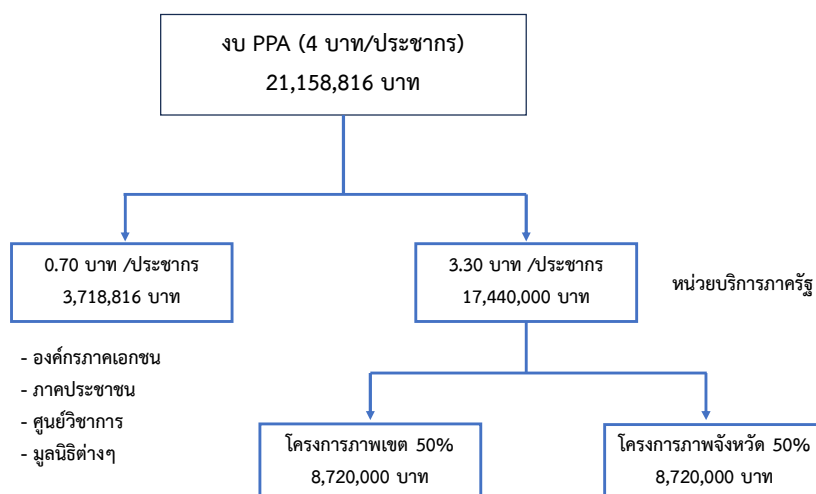 งบ PPA (4 บาท/ประชากร)
21,158,816 บาท
0.70 บาท /ประชากร
3,718,816 บาท
3.30 บาท /ประชากร
17,440,000 บาท
หน่วยบริการภาครัฐ
- องค์กรภาคเอกชน
- ภาคประชาชน
- ศูนย์วิชาการ
- มูลนิธิต่างๆ
โครงการภาพเขต 50%
8,720,000 บาท
โครงการภาพจังหวัด 50%
8,720,000 บาท